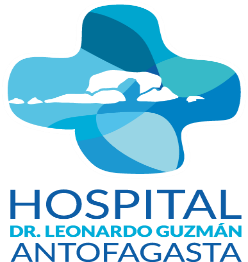 HOSPITAL
DR. LEONARDO GUZMÁN
ANTOFAGASTA